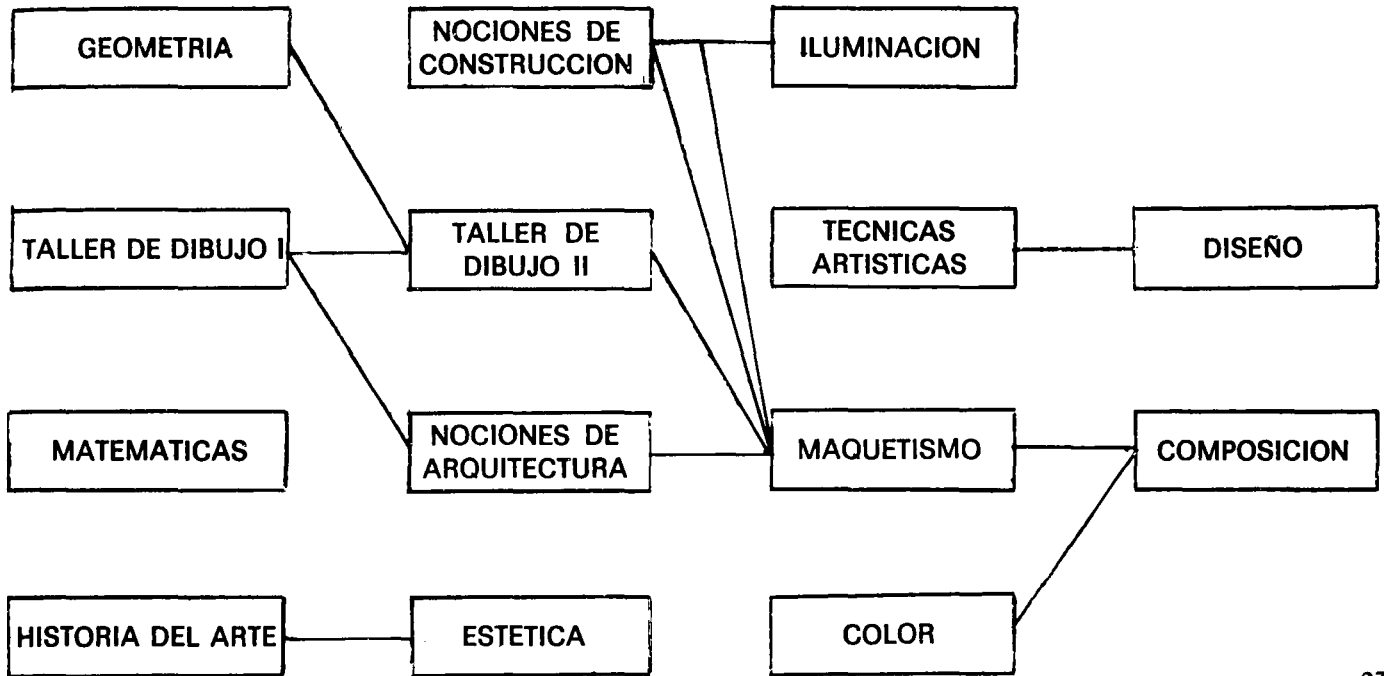 GEOMETRIA
NOCIONES DE
CONSTRUCCION
ILUMINACION
TALLER DE DIBUJO I
TALLER DE
DIBUJO II
TECNICAS
ARTISTICAS
DISEÑO
MATEMATICAS
NOCIONES DE
ARQUITECTURA
MAQUETISMO
COMPOSICION
HISTORIA DEL ARTE
ESTETICA
COLOR